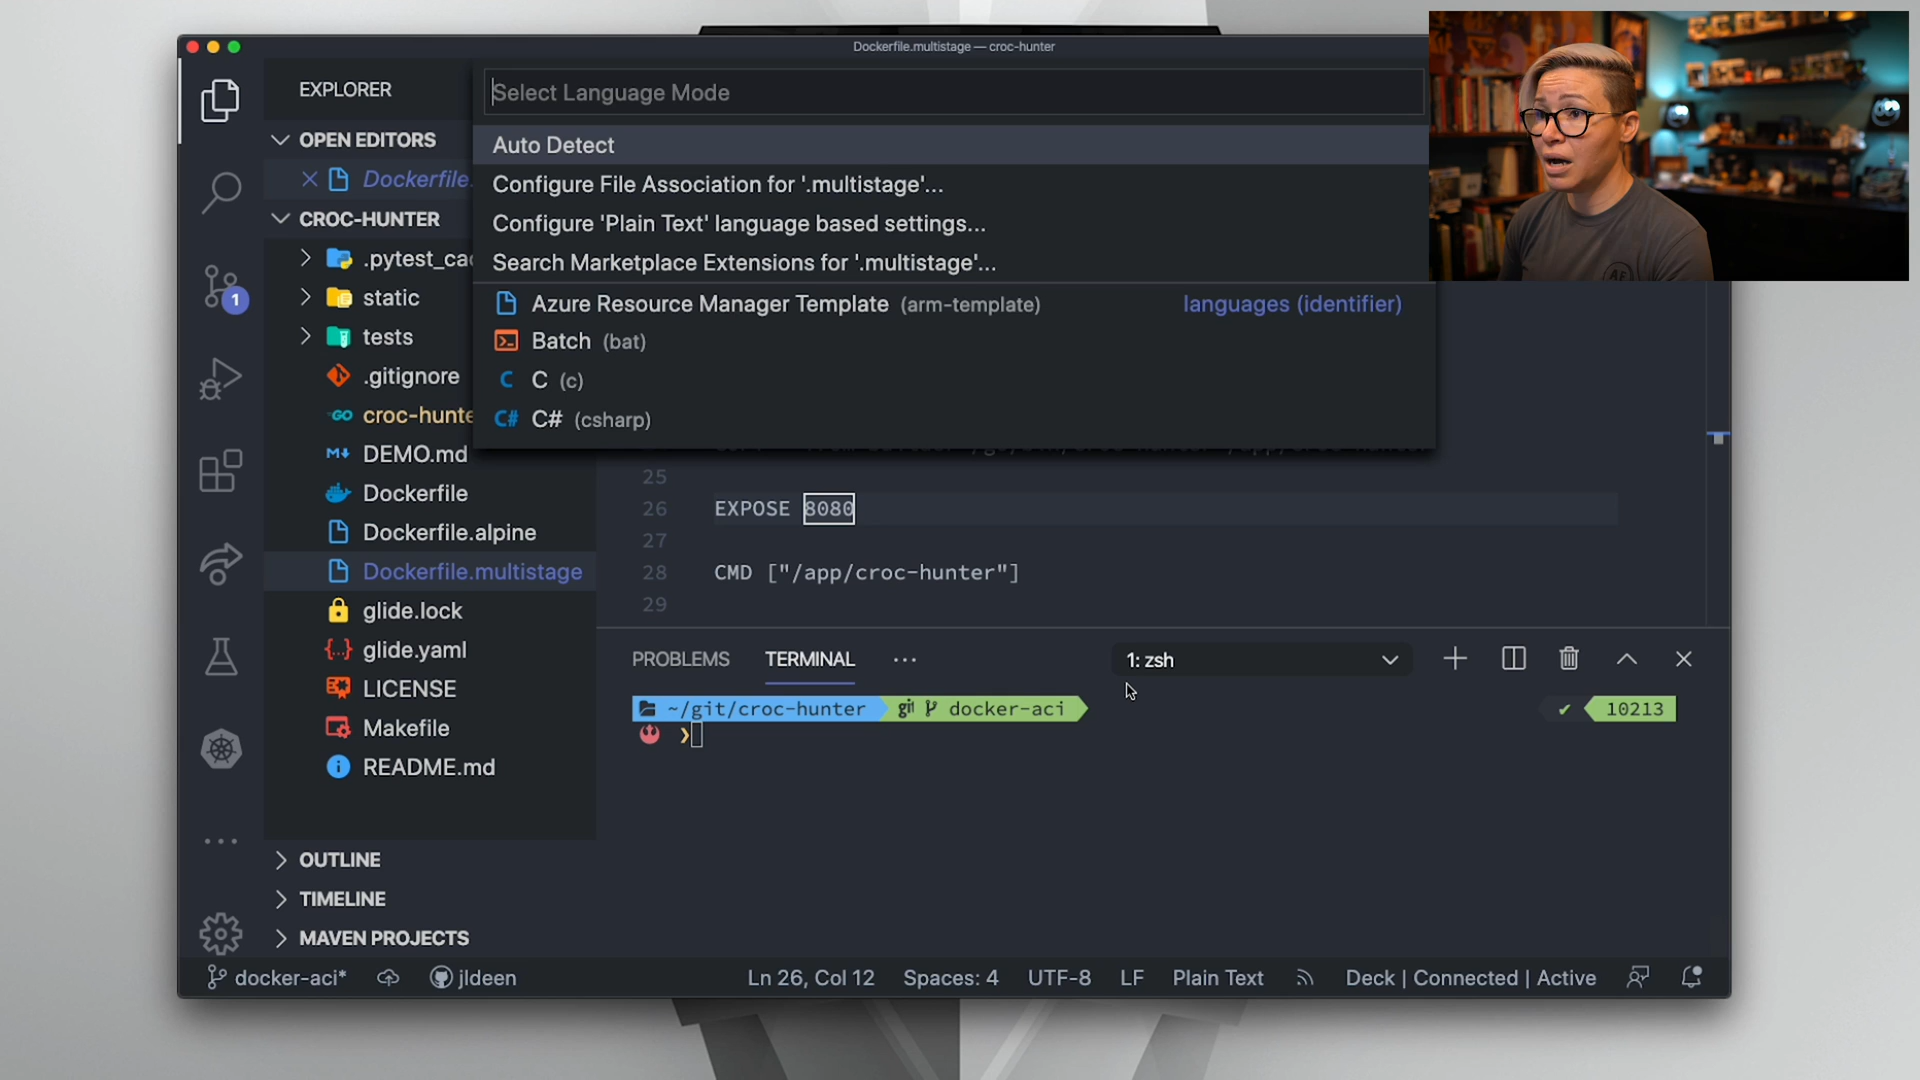 Dockerfile.multistage — croc-hunter
EXPLORER
Select Language Mode
OPEN EDITORS
Auto Detect
Dockerfile.
Configure File Association for '.multistage'...
CROC-HUNTER
Configure 'Plain Text' language based settings...
.pytest_cac
Search Marketplace Extensions for '.multistage'...
static
Azure Resource Manager Template (arm-template)
languages (identifier)
tests
Batch (bat)
.gitignore
C C (c)
GO croc-hunte
C# C# (csharp)
DEMO.md
1
25
Dockerfile
26 EXPOSE 8080
Dockerfile.alpine
27
Dockerfile.multistage
28 CMD ["/app/croc-hunter"]
glide.lock
29
glide.yaml
PROBLEMS TERMINAL ··· 1: zsh
LICENSE
~/git/croc-hunter git docker-aci ✔ 10213
Makefile
❯
README.md
OUTLINE
TIMELINE
MAVEN PROJECTS
docker-aci* jldeen Ln 26, Col 12 Spaces: 4 UTF-8 LF Plain Text Deck | Connected | Active